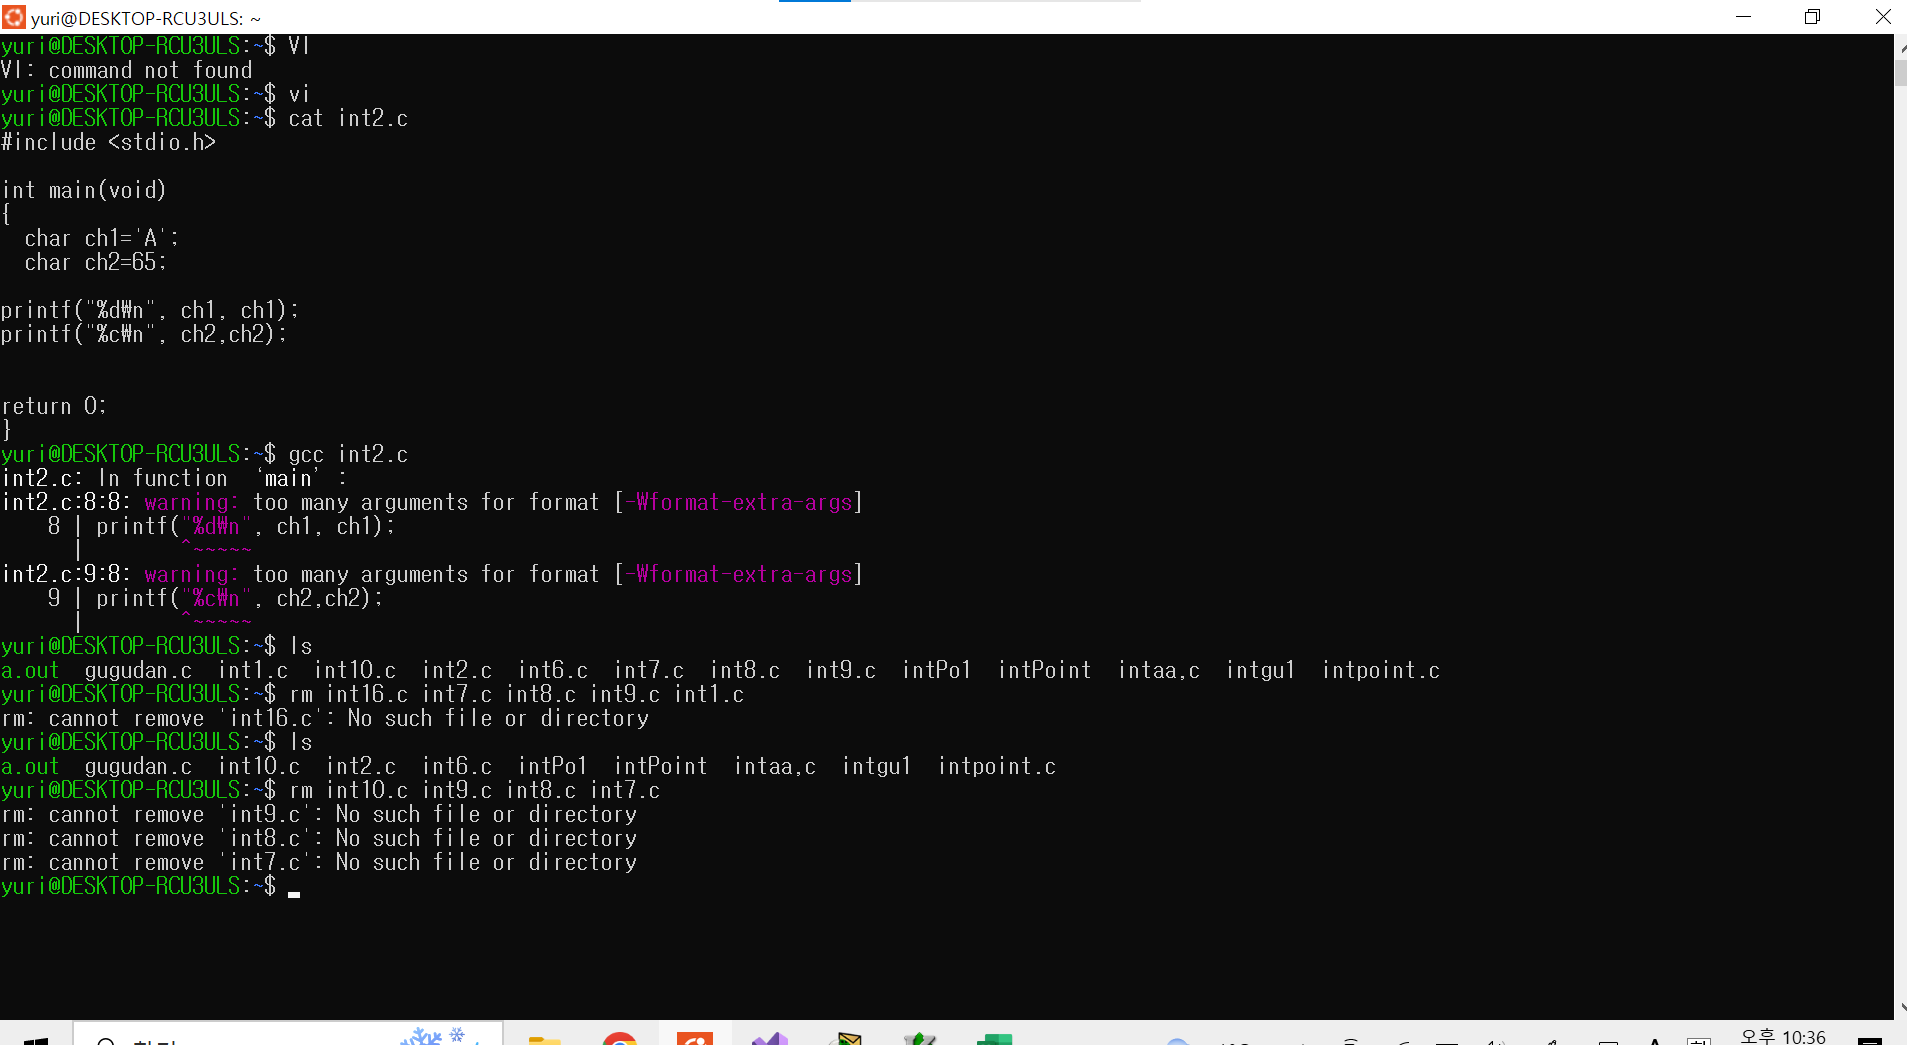 yuri@DESKTOP-RCU3ULS: ~
yuri@DESKTOP-RCU3ULS:~$ VI
VI: command not found
yuri@DESKTOP-RCU3ULS:~$ vi
yuri@DESKTOP-RCU3ULS:~$ cat int2.c
#include <stdio.h>
int main(void)
{
char ch1='A';
char ch2=65;
printf("%d₩n", ch1, ch1);
printf("%c₩n", ch2,ch2);
return 0;
}
yuri@DESKTOP-RCU3ULS:~$ gcc int2.c
int2.c: In function ‘main’ :
int2.c:8:8: warning: too many arguments for format [-Wformat-extra-args]
8 | printf("%d₩n", ch1, ch1);
| ^~~~~~
int2.c:9:8: warning: too many arguments for format [-Wformat-extra-args]
9 | printf("%c₩n", ch2,ch2);
| ^~~~~~
yuri@DESKTOP-RCU3ULS:~$ ls
a.out gugudan.c int1.c int10.c int2.c int6.c int7.c int8.c int9.c intPo1 intPoint intaa,c intgu1 intpoint.c
yuri@DESKTOP-RCU3ULS:~$ rm int16.c int7.c int8.c int9.c int1.c
rm: cannot remove 'int16.c': No such file or directory
yuri@DESKTOP-RCU3ULS:~$ ls
a.out gugudan.c int10.c int2.c int6.c intPo1 intPoint intaa,c intgu1 intpoint.c
yuri@DESKTOP-RCU3ULS:~$ rm int10.c int9.c int8.c int7.c
rm: cannot remove 'int9.c': No such file or directory
rm: cannot remove 'int8.c': No such file or directory
rm: cannot remove 'int7.c': No such file or directory
yuri@DESKTOP-RCU3ULS:~$
오후 10:36